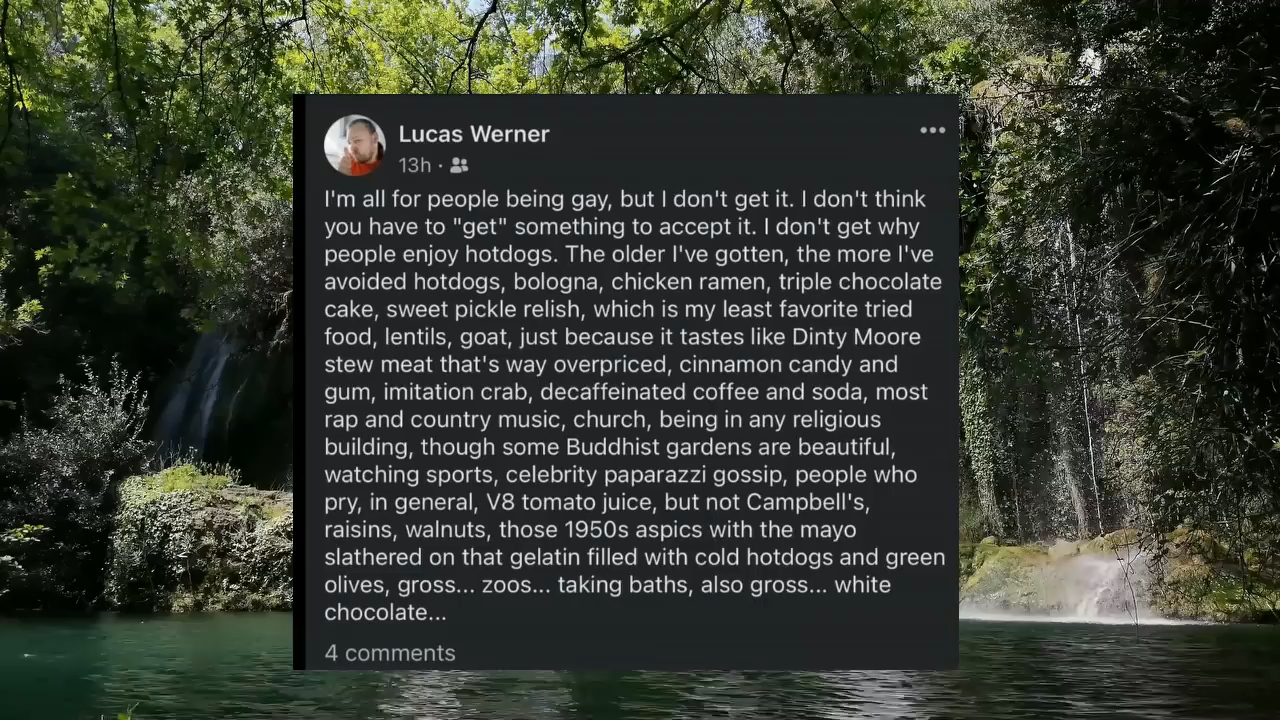 Lucas Werner
13h ·
I'm all for people being gay, but I don't get it. I don't think
you have to "get" something to accept it. I don't get why
people enjoy hotdogs. The older I've gotten, the more I've
avoided hotdogs, bologna, chicken ramen, triple chocolate
cake, sweet pickle relish, which is my least favorite tried
food, lentils, goat, just because it tastes like Dinty Moore
stew meat that's way overpriced, cinnamon candy and
gum, imitation crab, decaffeinated coffee and soda, most
rap and country music, church, being in any religious
building, though some Buddhist gardens are beautiful,
watching sports, celebrity paparazzi gossip, people who
pry, in general, V8 tomato juice, but not Campbell's,
raisins, walnuts, those 1950s aspics with the mayo
slathered on that gelatin filled with cold hotdogs and green
olives, gross... zoos... taking baths, also gross... white
chocolate...
4 comments